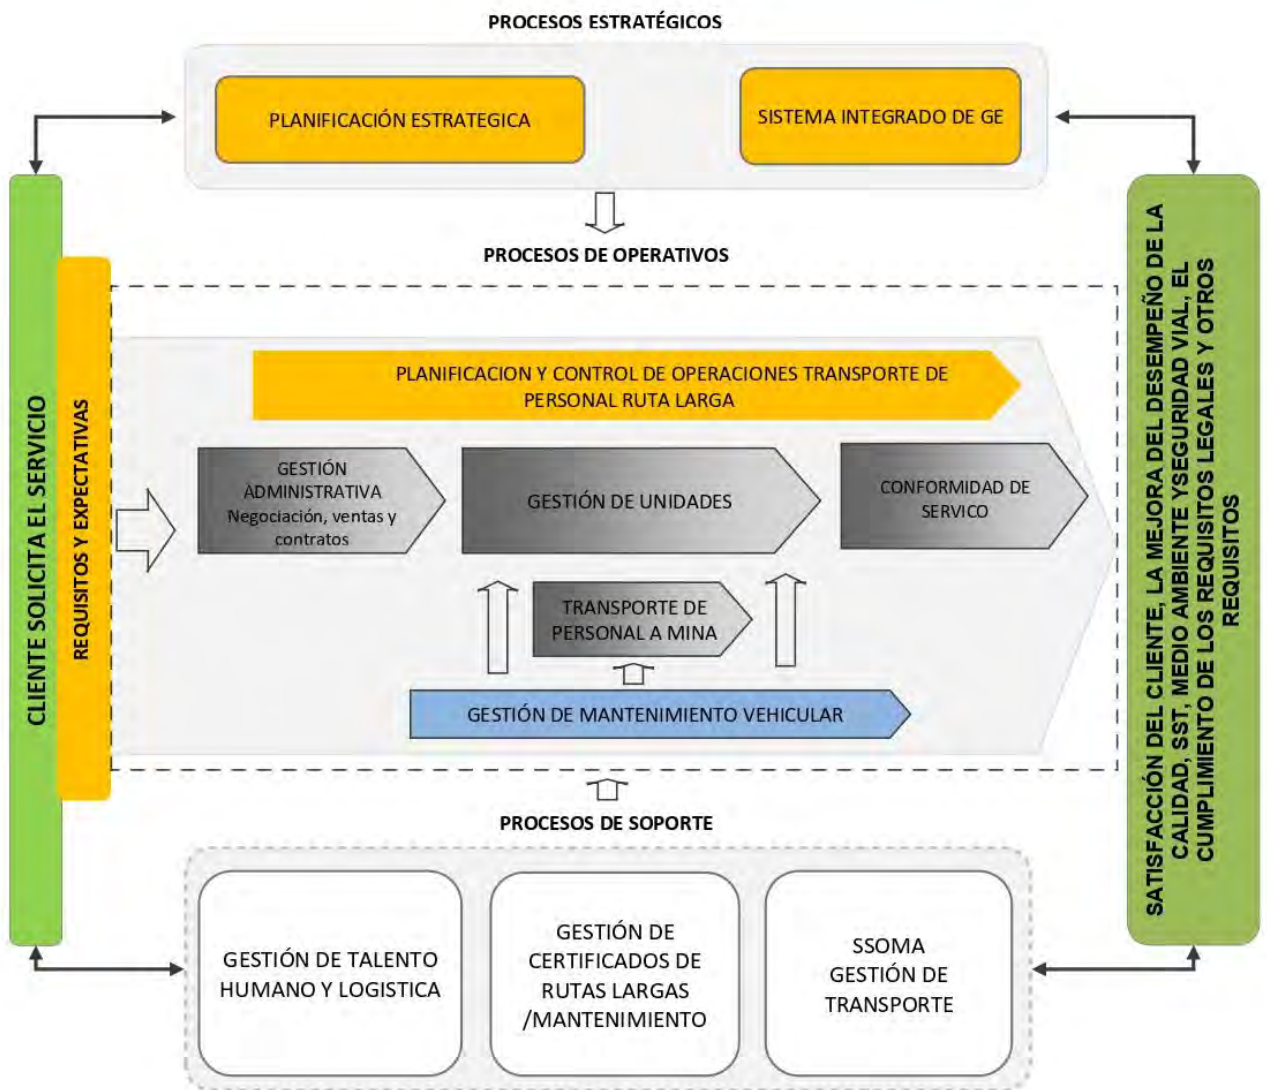 PROCESOS ESTRATÉGICOS
PLANIFICACIÓN ESTRATEGICA
SISTEMA INTEGRADO DE GE
PROCESOS DE OPERATIVOS
CLIENTE SOLICITA EL SERVICIO
REQUISITOS Y EXPECTATIVAS
PLANIFICACION Y CONTROL DE OPERACIONES TRANSPORTE DE
PERSONAL RUTA LARGA
GESTIÓN
ADMINISTRATIVA
Negociación, ventas y
contratos
GESTIÓN DE UNIDADES
CONFORMIDAD DE
SERVICO
TRANSPORTE DE
PERSONAL A MINA
GESTIÓN DE MANTENIMIENTO VEHICULAR
SATISFACCIÓN DEL CLIENTE, LA MEJORA DEL DESEMPEÑO DE LA
CALIDAD, SST, MEDIO AMBIENTE YSEGURIDAD VIAL, EL
CUMPLIMIENTO DE LOS REQUISITOS LEGALES Y OTROS
REQUISITOS
PROCESOS DE SOPORTE
GESTIÓN DE TALENTO
HUMANO Y LOGISTICA
GESTIÓN DE
CERTIFICADOS DE
RUTAS LARGAS
/MANTENIMIENTO
SSOMA
GESTIÓN DE
TRANSPORTE